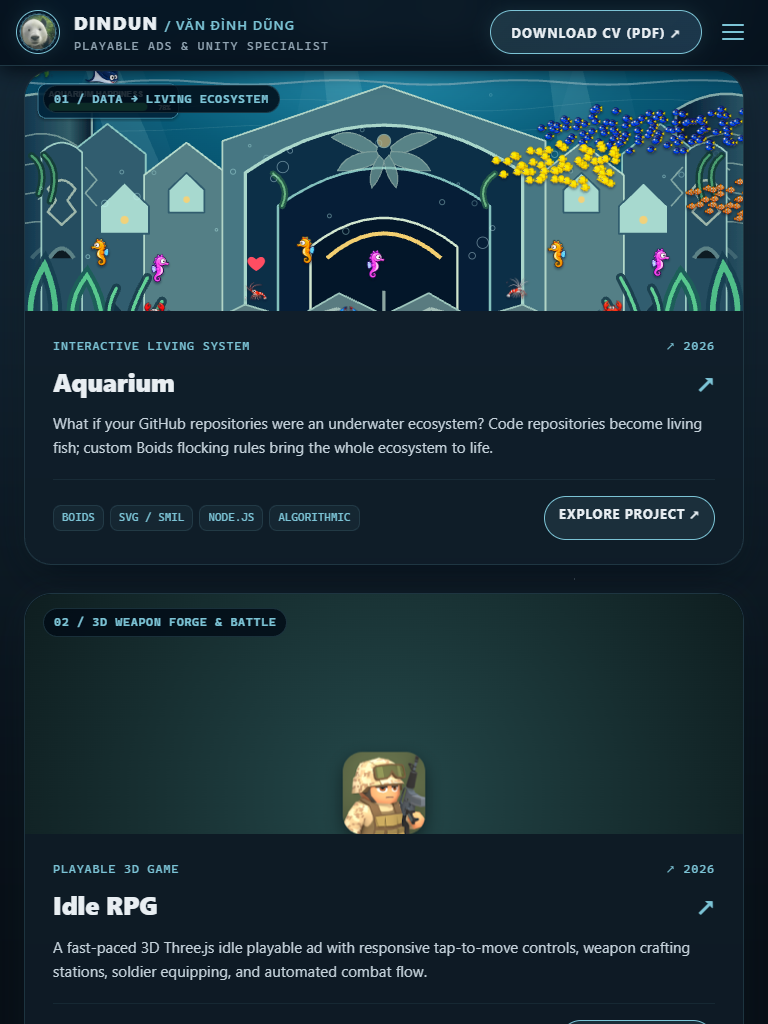 DINDUN / VĂN ĐÌNH DŨNG
PLAYABLE ADS & UNITY SPECIALIST
DOWNLOAD CV (PDF) ↗
01 / DATA → LIVING ECOSYSTEM
INTERACTIVE LIVING SYSTEM
↗ 2026
Aquarium
↗
What if your GitHub repositories were an underwater ecosystem? Code repositories become living
fish; custom Boids flocking rules bring the whole ecosystem to life.
BOIDS
SVG / SMIL
NODE.JS
ALGORITHMIC
EXPLORE PROJECT ↗
02 / 3D WEAPON FORGE & BATTLE
PLAYABLE 3D GAME
↗ 2026
Idle RPG
↗
A fast-paced 3D Three.js idle playable ad with responsive tap-to-move controls, weapon crafting
stations, soldier equipping, and automated combat flow.